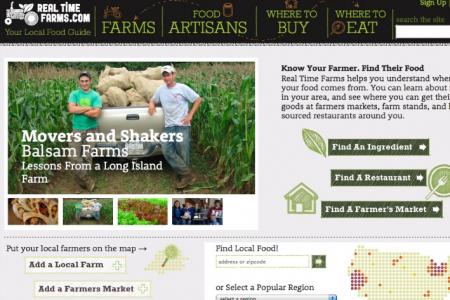 REAL TIME
FARMS.COM
Your Local Food Guide
FARMS
FOOD
ARTISANS
WHERE TO
BUY
WHERE TO
EAT
Sign Up
search the site
Movers and Shakers
Balsam Farms
Lessons From a Long Island
Farm
Know Your Farmer. Find Their Food
Real Time Farms helps you understand where
your food comes from. You can learn about
in your area, and see where you can get their
goods at farmers markets, farm stands, and
sourced restaurants around you.
Find An Ingredient
Find A Restaurant
Find A Farmer's Market
Put your local farmers on the map →
Add a Local Farm
Add a Farmers Market
Find Local Food!
address or zipcode
or Select a Popular Region
select a region